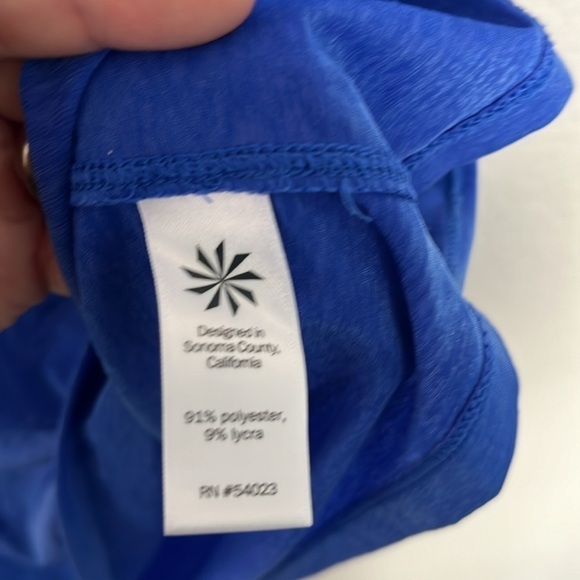 Designed in
Sonoma County,
California
91% polyester,
9% lycra
RN #54023